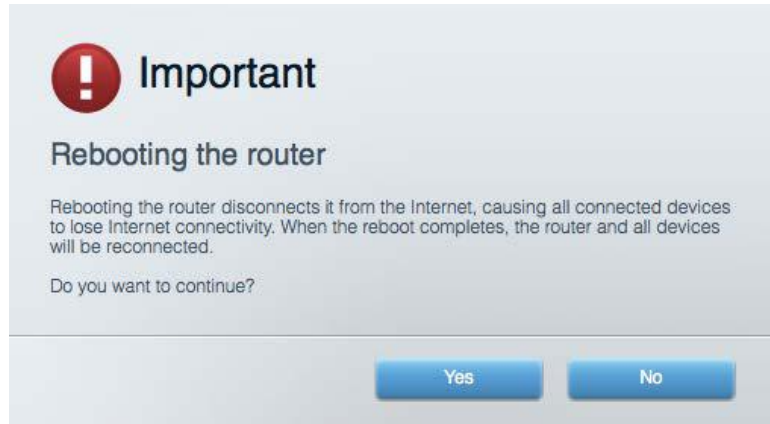 Important
Rebooting the router
Rebooting the router disconnects it from the Internet, causing all connected devices
to lose Internet connectivity. When the reboot completes, the router and all devices
will be reconnected.
Do you want to continue?
Yes
No